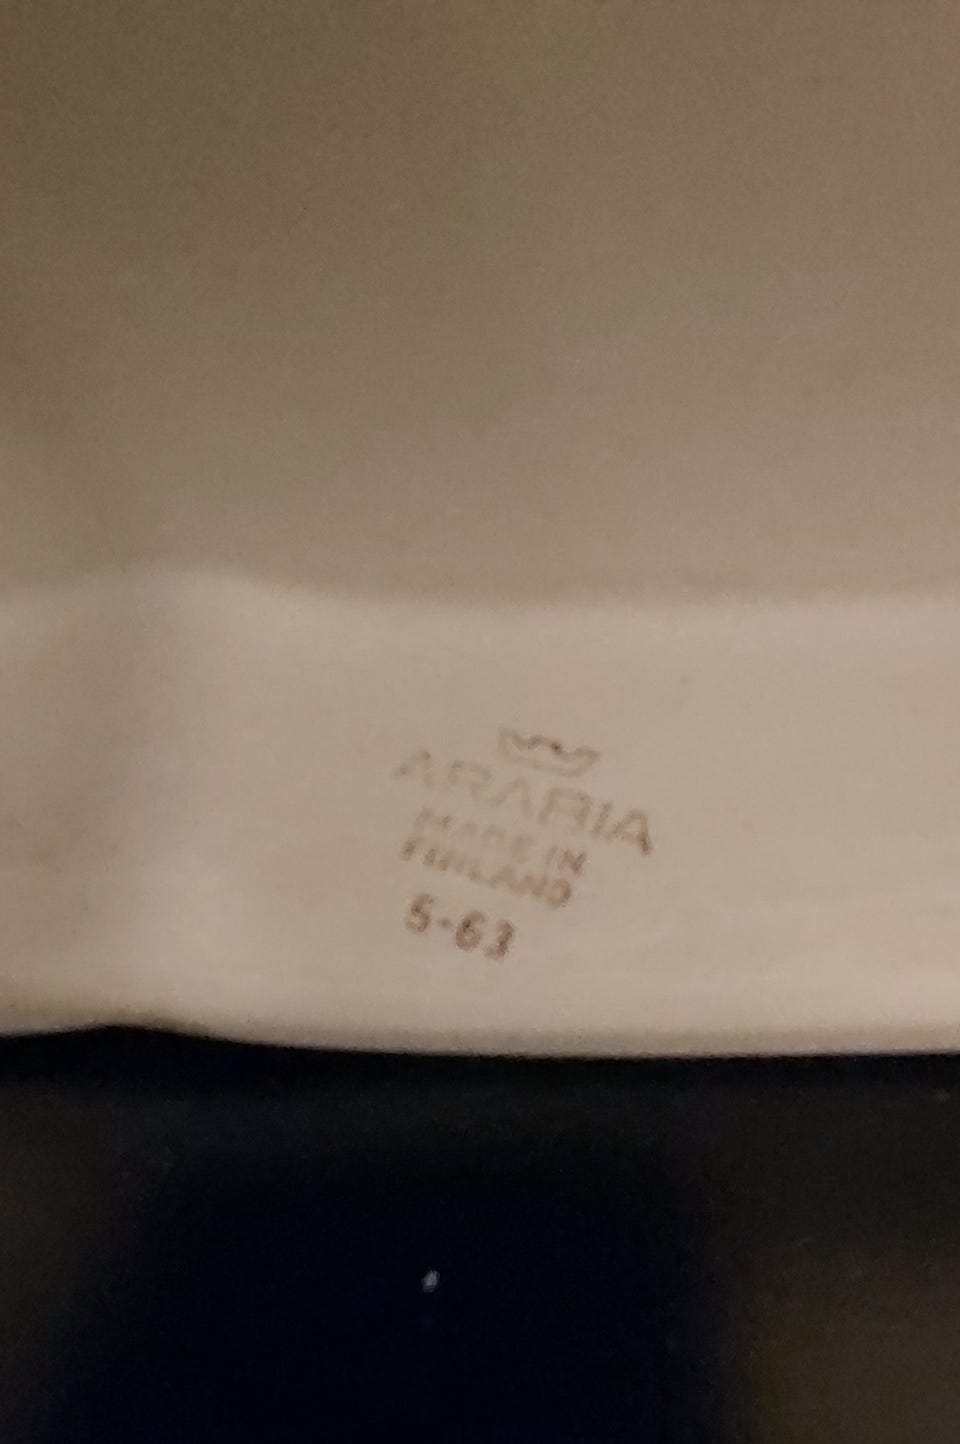 ARABIA
MADE IN
FINLAND
5-63